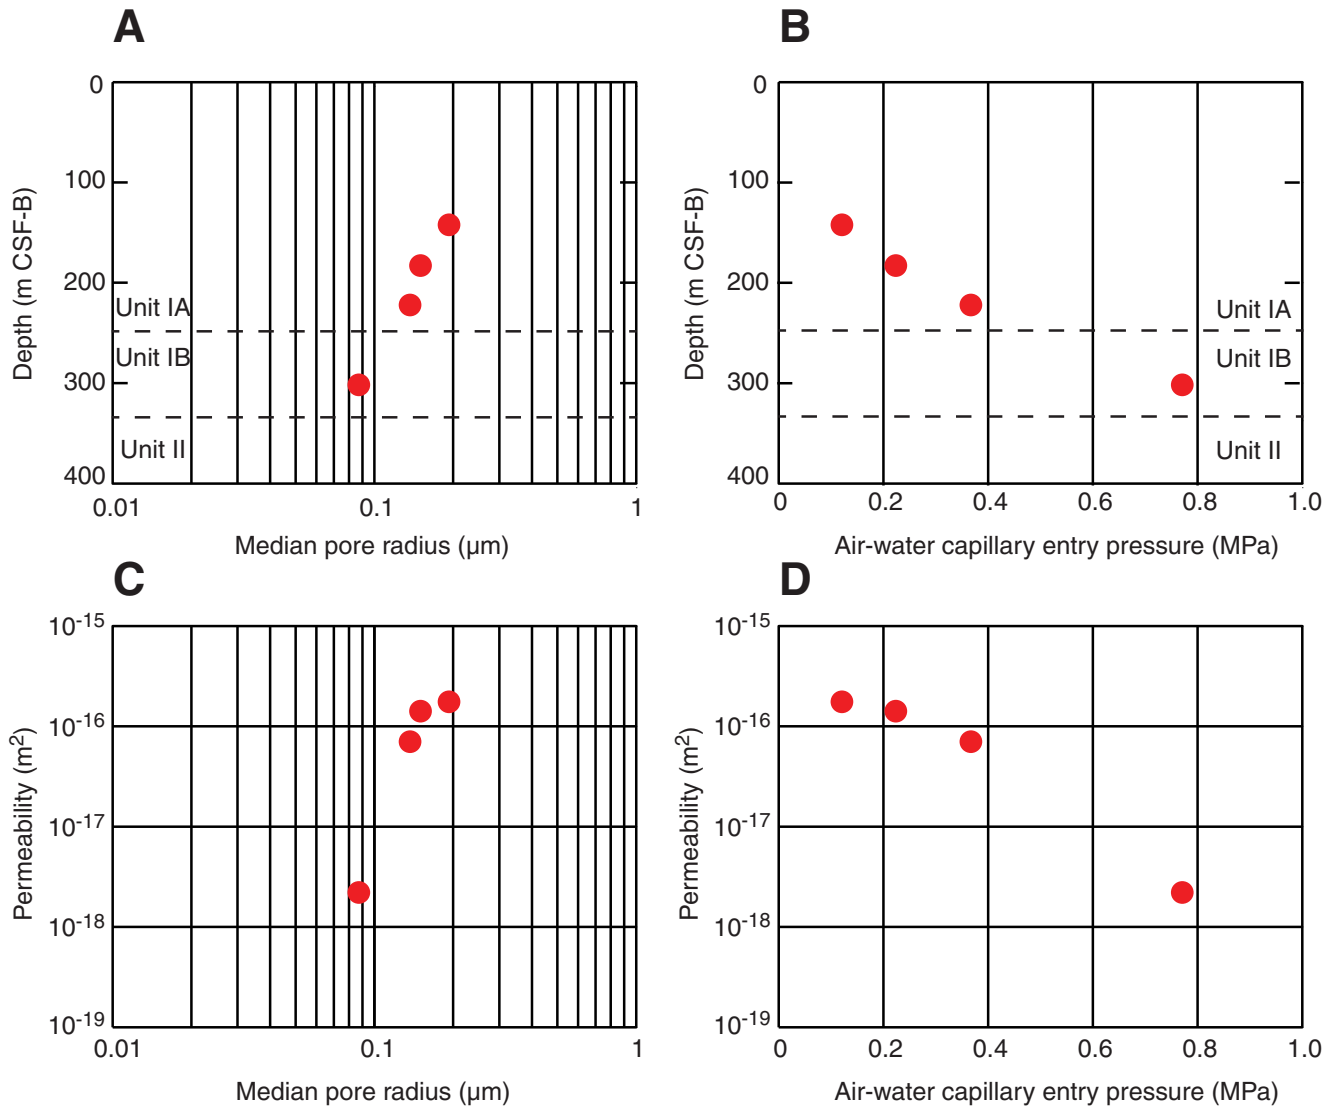 A
B
0
100
200
300
400
Depth (m CSF-B)
Unit IA
Unit IB
Unit II
0.01
0.1
1
Median pore radius (µm)
0
100
200
300
400
Depth (m CSF-B)
Unit IA
Unit IB
Unit II
0
0.2
0.4
0.6
0.8
1.0
Air-water capillary entry pressure (MPa)
C
D
10-15
10-16
10-17
10-18
10-19
Permeability (m2)
0.01
0.1
1
Median pore radius (µm)
10-15
10-16
10-17
10-18
10-19
Permeability (m2)
0
0.2
0.4
0.6
0.8
1.0
Air-water capillary entry pressure (MPa)